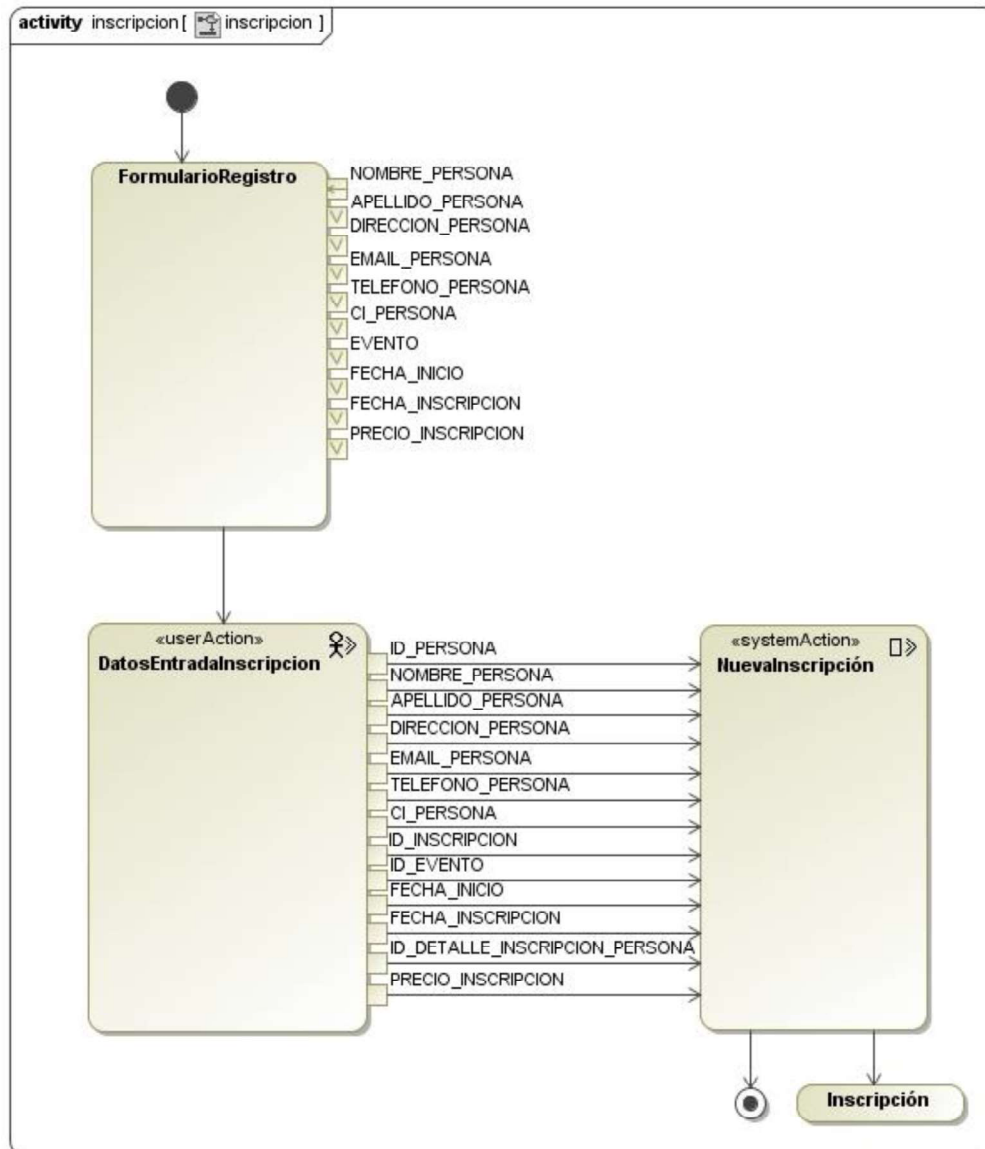 activity inscripcion [ inscripcion ]
FormularioRegistro
NOMBRE_PERSONA
APELLIDO_PERSONA
DIRECCION_PERSONA
EMAIL_PERSONA
TELEFONO_PERSONA
CI_PERSONA
EVENTO
FECHA_INICIO
FECHA_INSCRIPCION
PRECIO_INSCRIPCION
«userAction»
DatosEntradaInscripcion
ID_PERSONA
NOMBRE_PERSONA
APELLIDO_PERSONA
DIRECCION_PERSONA
EMAIL_PERSONA
TELEFONO_PERSONA
CI_PERSONA
ID_INSCRIPCION
ID_EVENTO
FECHA_INICIO
FECHA_INSCRIPCION
ID_DETALLE_INSCRIPCION_PERSONA
PRECIO_INSCRIPCION
«systemAction»
NuevaInscripción
Inscripción